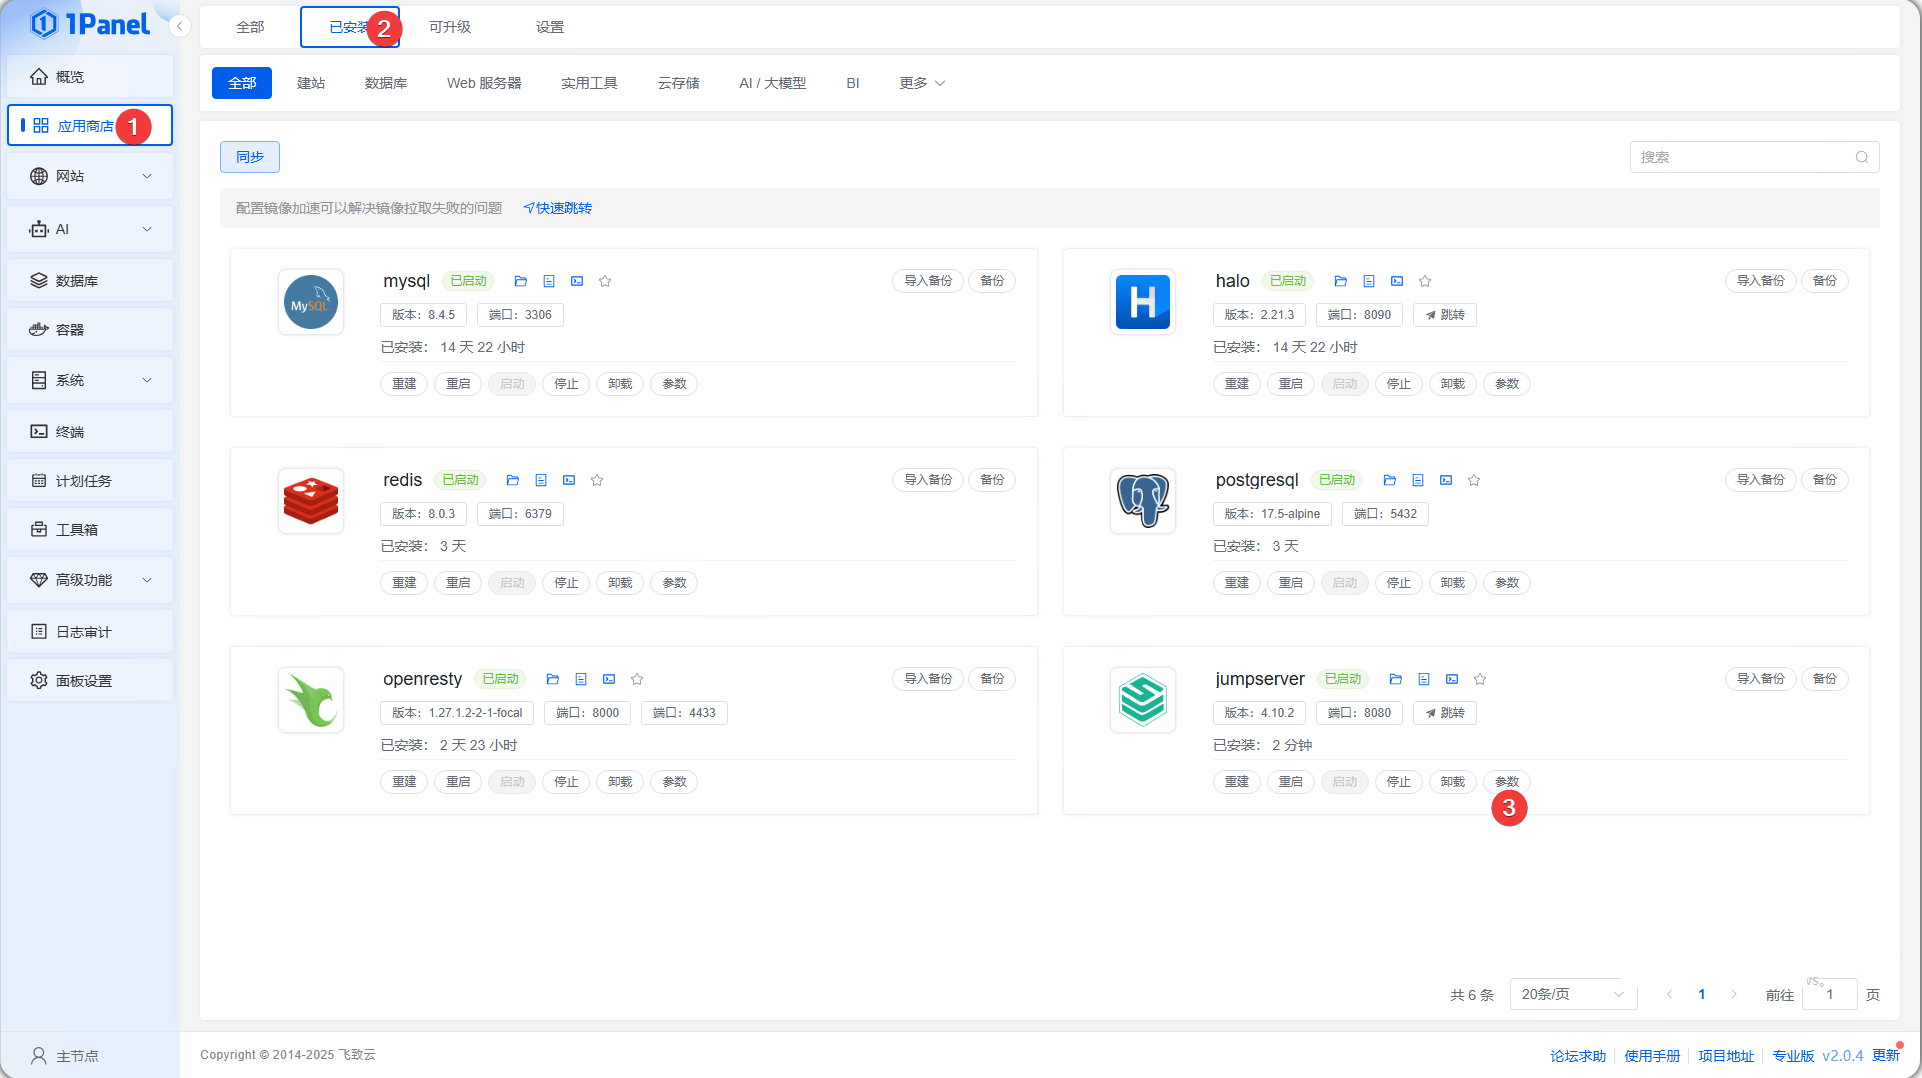 1Panel
概览
应用商店 1
网站
AI
数据库
容器
系统
终端
计划任务
工具箱
高级功能
日志审计
面板设置
主节点
全部
已安装 2
可升级
设置
全部 建站 数据库 Web 服务器 实用工具 云存储 AI / 大模型 BI 更多
同步
搜索
配置镜像加速可以解决镜像拉取失败的问题 快速跳转
MySQL
mysql 已启动 导入备份 备份
版本: 8.4.5 端口: 3306
已安装: 14 天 22 小时
重建 重启 启动 停止 卸载 参数
H
halo 已启动 导入备份 备份
版本: 2.21.3 端口: 8090 跳转
已安装: 14 天 22 小时
重建 重启 启动 停止 卸载 参数
redis 已启动 导入备份 备份
版本: 8.0.3 端口: 6379
已安装: 3 天
重建 重启 启动 停止 卸载 参数
postgresql 已启动 导入备份 备份
版本: 17.5-alpine 端口: 5432
已安装: 3 天
重建 重启 启动 停止 卸载 参数
openresty 已启动 导入备份 备份
版本: 1.27.1.2-2-1-focal 端口: 8000 端口: 4433
已安装: 2 天 23 小时
重建 重启 启动 停止 卸载 参数
jumpserver 已启动 导入备份 备份
版本: 4.10.2 端口: 8080 跳转
已安装: 2 分钟
重建 重启 启动 停止 卸载 参数
3
共 6 条 20条/页 1 前往 1 页
Copyright © 2014-2025 飞致云
论坛求助 使用手册 项目地址 专业版 v2.0.4 更新